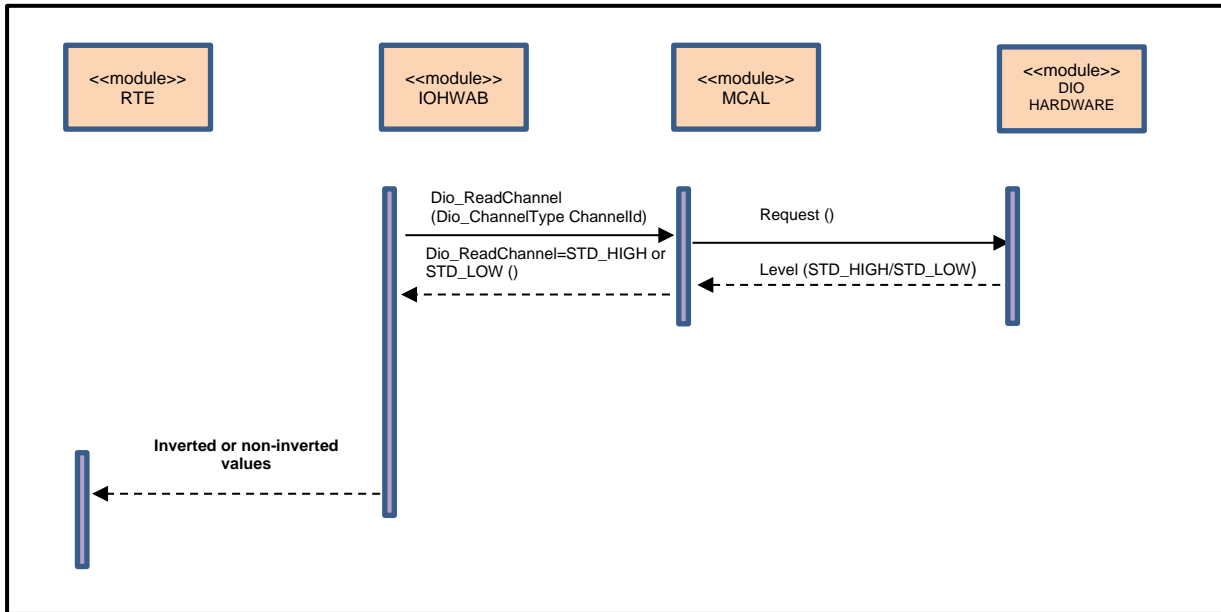 <<module>>
RTE
<<module>>
IOHWAB
<<module>>
MCAL
<<module>>
DIO
HARDWARE
Dio_ReadChannel
(Dio_ChannelType ChannelId)
Request ()
Dio_ReadChannel=STD_HIGH or
STD_LOW ()
Level (STD_HIGH/STD_LOW)
Inverted or non-inverted
values